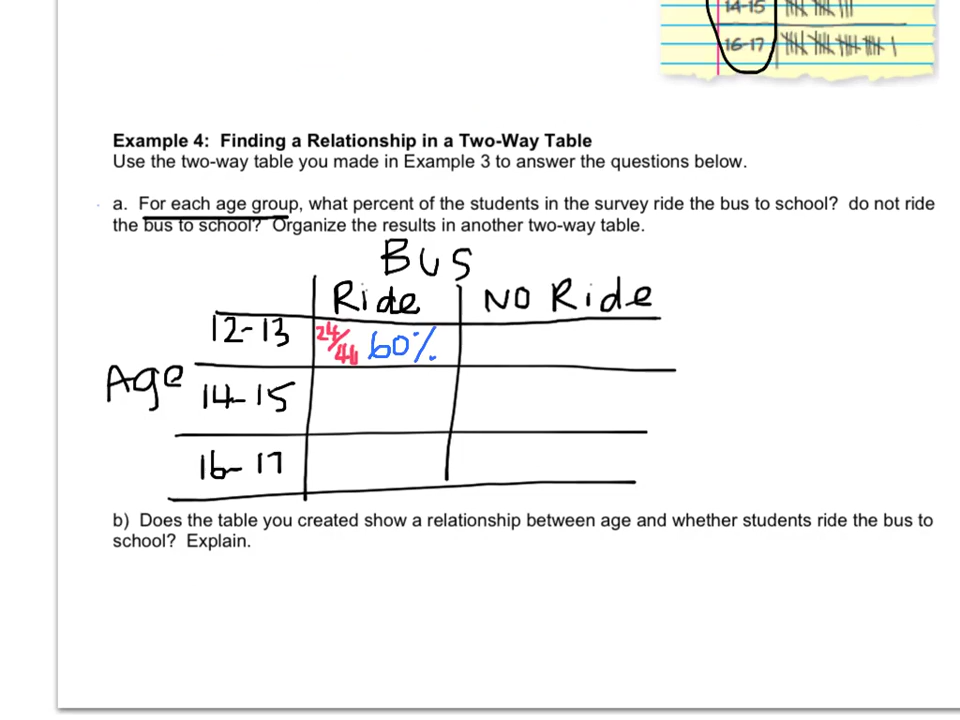 14-15
16-17
Example 4: Finding a Relationship in a Two-Way Table
Use the two-way table you made in Example 3 to answer the questions below.
a. For each age group, what percent of the students in the survey ride the bus to school? do not ride
the bus to school? Organize the results in another two-way table.
Bus
Ride NO Ride
12-13 24/40 60%
Age 14-15
16-17
b) Does the table you created show a relationship between age and whether students ride the bus to
school? Explain.